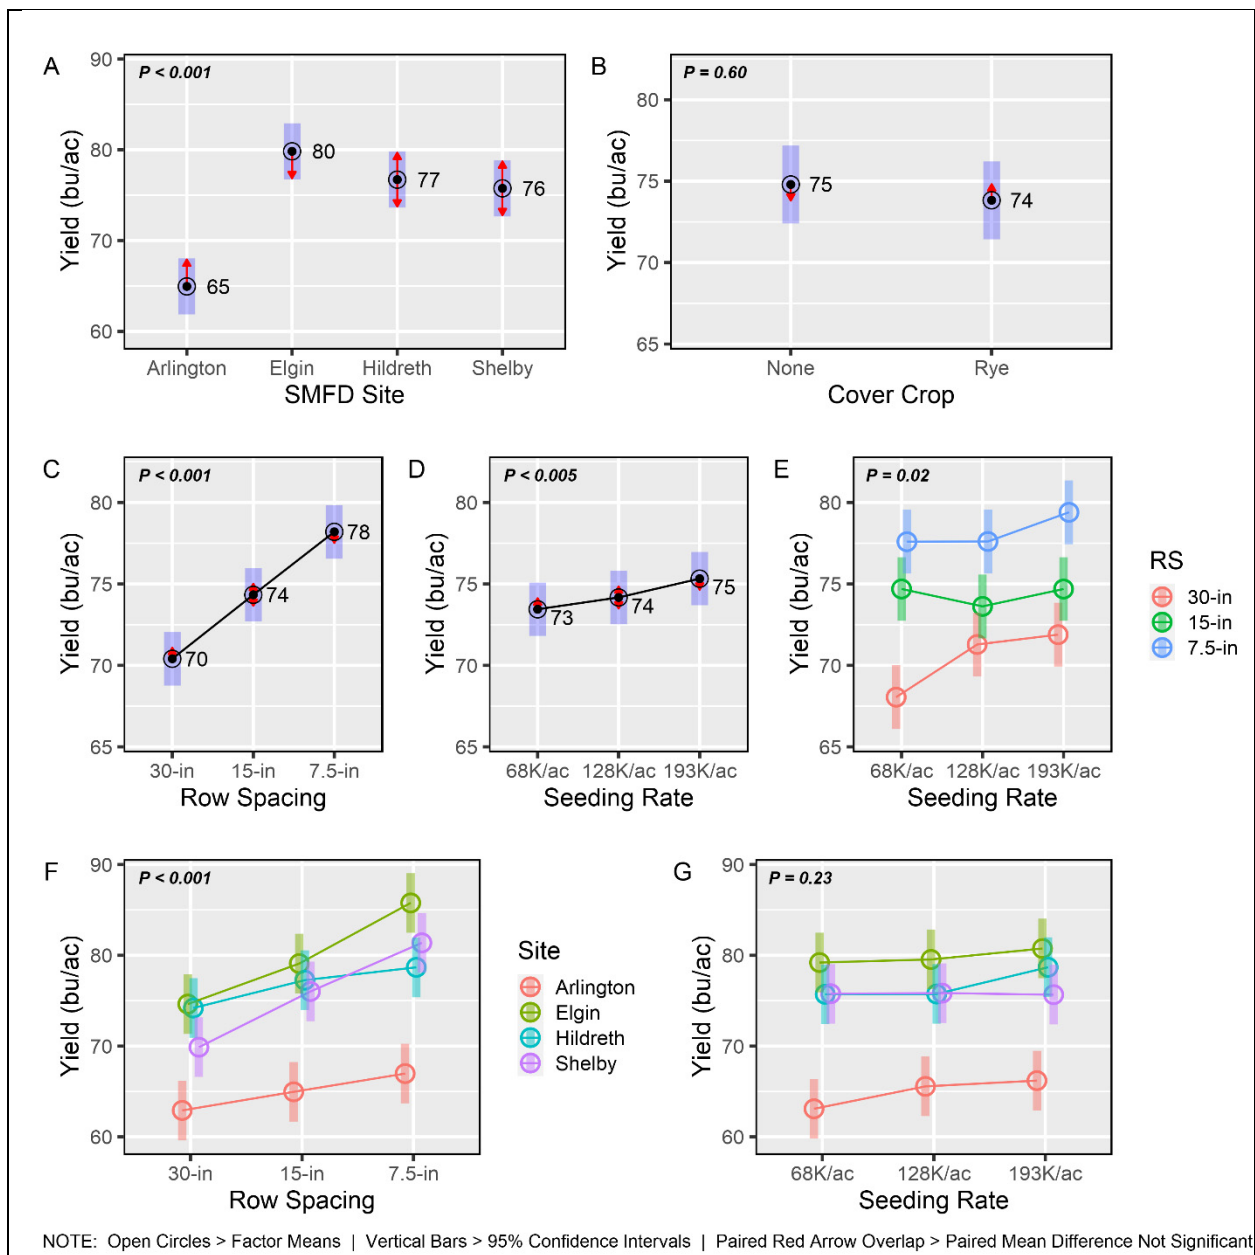 A
P < 0.001
Yield (bu/ac)
90
80
70
60
65
80
77
76
Arlington Elgin Hildreth Shelby
SMFD Site
B
P = 0.60
Yield (bu/ac)
80
75
70
65
75
74
None Rye
Cover Crop
C
P < 0.001
Yield (bu/ac)
80
75
70
65
70
74
78
30-in 15-in 7.5-in
Row Spacing
D
P < 0.005
Yield (bu/ac)
80
75
70
65
73
74
75
68K/ac 128K/ac 193K/ac
Seeding Rate
E
P = 0.02
Yield (bu/ac)
80
75
70
65
68K/ac 128K/ac 193K/ac
Seeding Rate
RS
30-in
15-in
7.5-in
F
P < 0.001
Yield (bu/ac)
90
80
70
60
30-in 15-in 7.5-in
Row Spacing
Site
Arlington
Elgin
Hildreth
Shelby
G
P = 0.23
Yield (bu/ac)
90
80
70
60
68K/ac 128K/ac 193K/ac
Seeding Rate
NOTE: Open Circles > Factor Means | Vertical Bars > 95% Confidence Intervals | Paired Red Arrow Overlap > Paired Mean Difference Not Significant